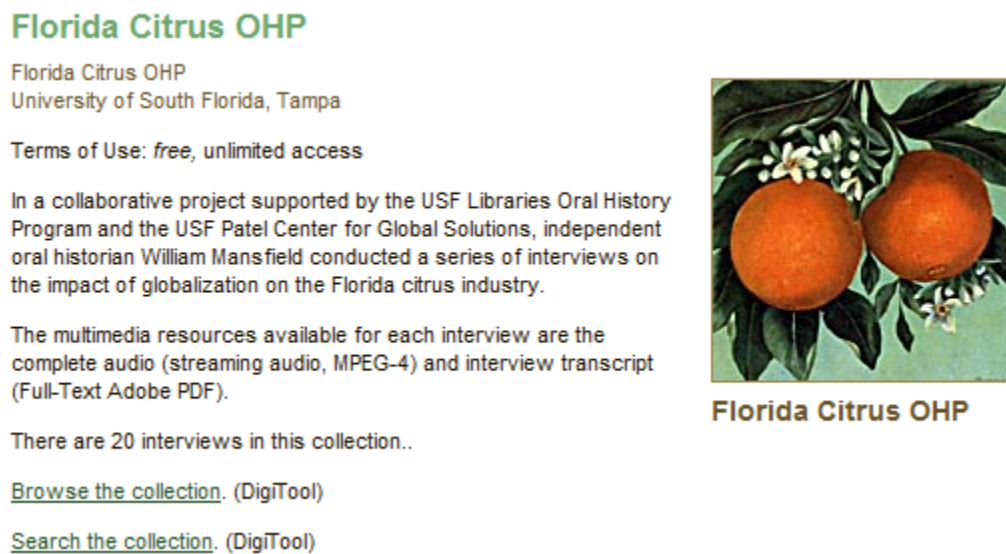 Florida Citrus OHP
Florida Citrus OHP
University of South Florida, Tampa
Terms of Use: free, unlimited access
In a collaborative project supported by the USF Libraries Oral History
Program and the USF Patel Center for Global Solutions, independent
oral historian William Mansfield conducted a series of interviews on
the impact of globalization on the Florida citrus industry.
The multimedia resources available for each interview are the
complete audio (streaming audio, MPEG-4) and interview transcript
(Full-Text Adobe PDF).
There are 20 interviews in this collection..
Browse the collection. (DigiTool)
Search the collection. (DigiTool)
Florida Citrus OHP